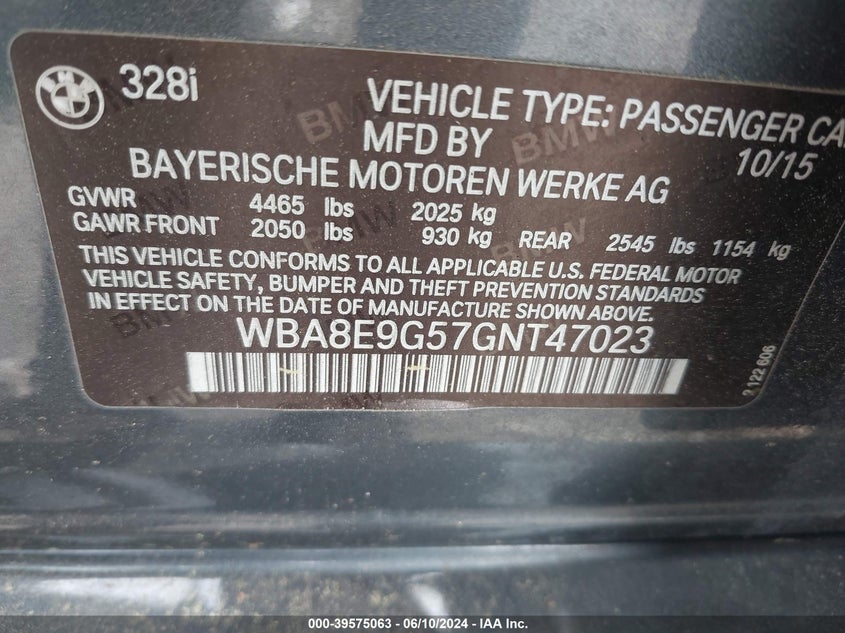 BMW 328i
VEHICLE TYPE: PASSENGER CA
MFD BY 10/15
BAYERISCHE MOTOREN WERKE AG
GVWR 4465 lbs 2025 kg
GAWR FRONT 2050 lbs 930 kg REAR 2545 lbs 1154 kg
THIS VEHICLE CONFORMS TO ALL APPLICABLE U.S. FEDERAL MOTOR
VEHICLE SAFETY, BUMPER AND THEFT PREVENTION STANDARDS
IN EFFECT ON THE DATE OF MANUFACTURE SHOWN ABOVE.
WBA8E9G57GNT47023
122 606
000-39575063 - 06/10/2024 - IAA Inc.